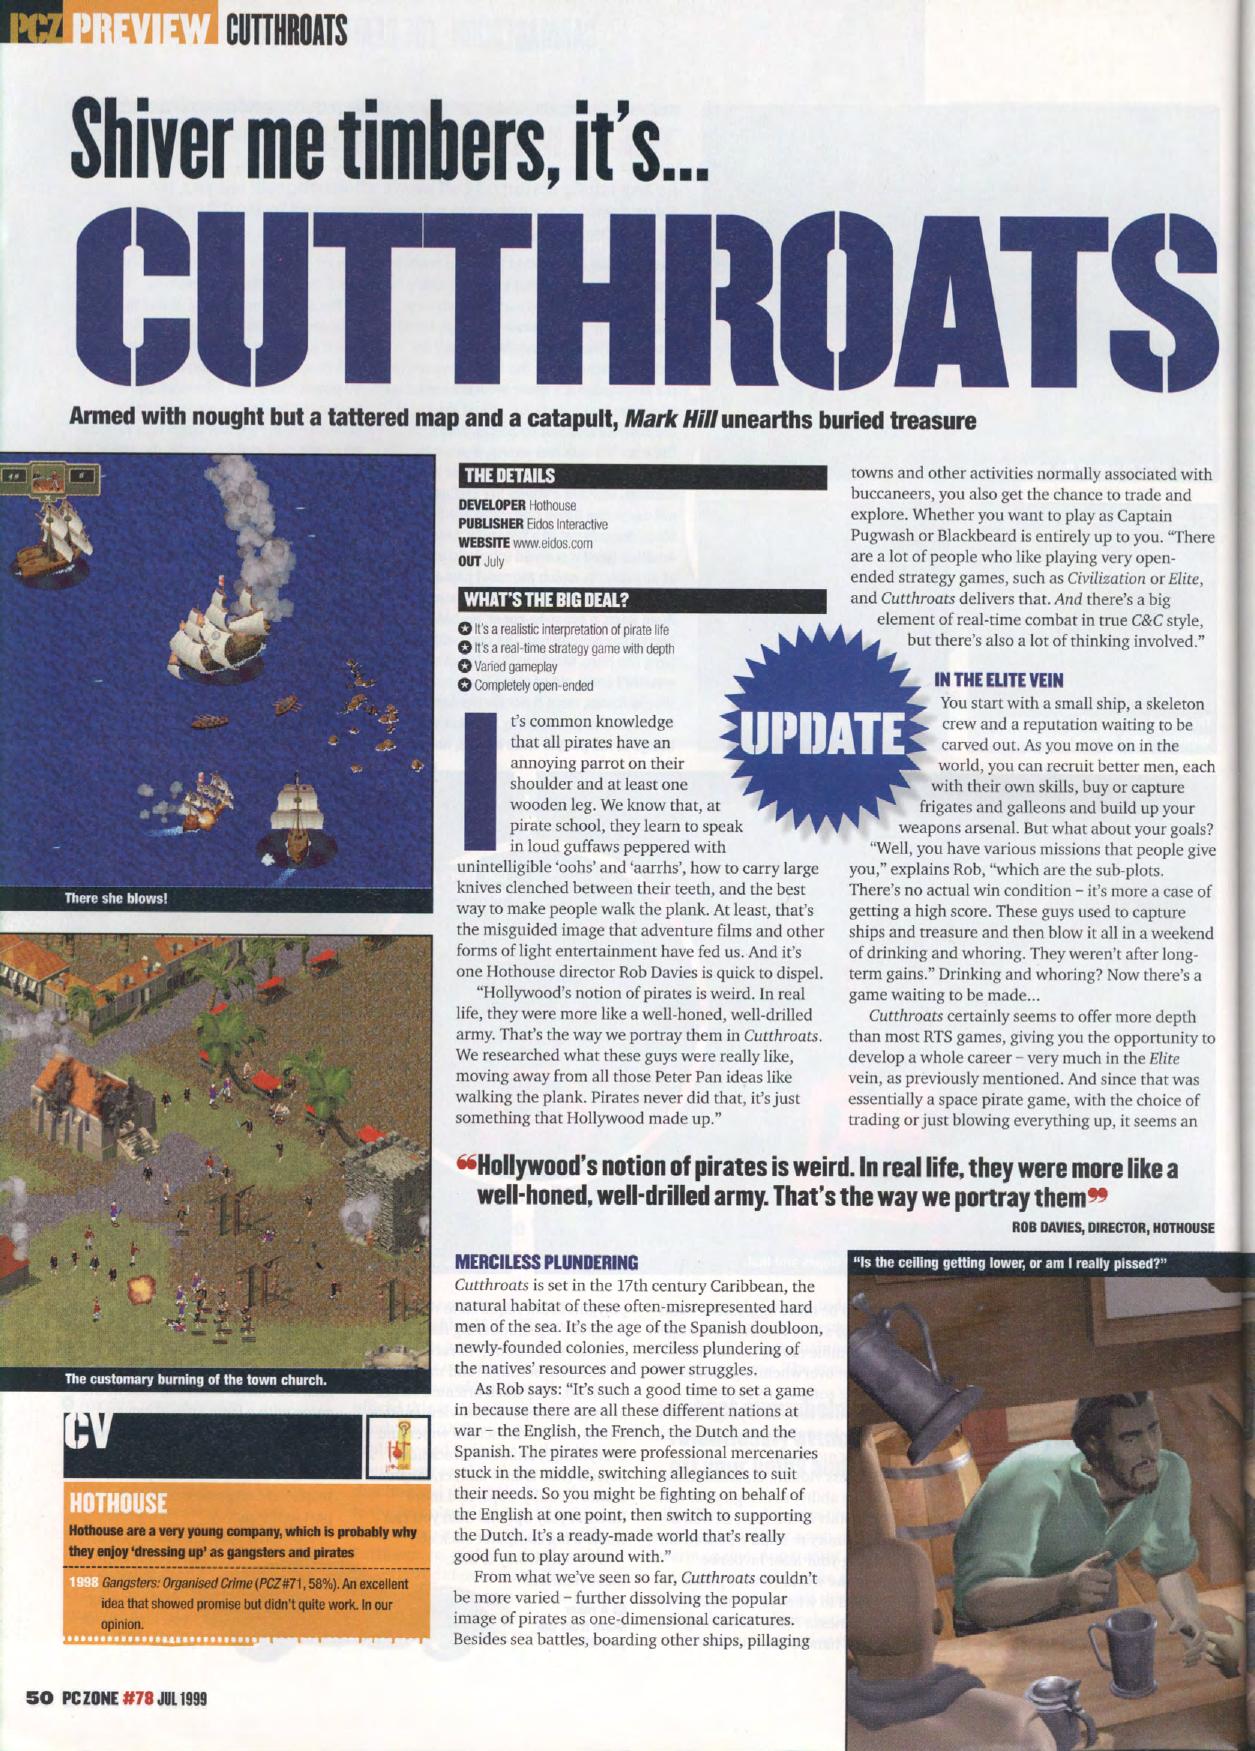 PCZ PREVIEW CUTTHROATS
Shiver me timbers, it's...
CUTTHROATS
Armed with nought but a tattered map and a catapult, Mark Hill unearths buried treasure
There she blows!
The customary burning of the town church.
CV
HOTHOUSE
Hothouse are a very young company, which is probably why
they enjoy 'dressing up' as gangsters and pirates
1998 Gangsters: Organised Crime (PCZ #71, 58%). An excellent
idea that showed promise but didn't quite work. In our
opinion.
THE DETAILS
DEVELOPER Hothouse
PUBLISHER Eidos Interactive
WEBSITE www.eidos.com
OUT July
WHAT'S THE BIG DEAL?
It's a realistic interpretation of pirate life
It's a real-time strategy game with depth
Varied gameplay
Completely open-ended
UPDATE
It's common knowledge
that all pirates have an
annoying parrot on their
shoulder and at least one
wooden leg. We know that, at
pirate school, they learn to speak
in loud guffaws peppered with
unintelligible 'oohs' and 'aarrhs', how to carry large
knives clenched between their teeth, and the best
way to make people walk the plank. At least, that's
the misguided image that adventure films and other
forms of light entertainment have fed us. And it's
one Hothouse director Rob Davies is quick to dispel.
"Hollywood's notion of pirates is weird. In real
life, they were more like a well-honed, well-drilled
army. That's the way we portray them in Cutthroats.
We researched what these guys were really like,
moving away from all those Peter Pan ideas like
walking the plank. Pirates never did that, it's just
something that Hollywood made up."
"Hollywood's notion of pirates is weird. In real life, they were more like a
well-honed, well-drilled army. That's the way we portray them"
ROB DAVIES, DIRECTOR, HOTHOUSE
MERCILESS PLUNDERING
Cutthroats is set in the 17th century Caribbean, the
natural habitat of these often-misrepresented hard
men of the sea. It's the age of the Spanish doubloon,
newly-founded colonies, merciless plundering of
the natives' resources and power struggles.
As Rob says: "It's such a good time to set a game
in because there are all these different nations at
war – the English, the French, the Dutch and the
Spanish. The pirates were professional mercenaries
stuck in the middle, switching allegiances to suit
their needs. So you might be fighting on behalf of
the English at one point, then switch to supporting
the Dutch. It's a ready-made world that's really
good fun to play around with."
From what we've seen so far, Cutthroats couldn't
be more varied – further dissolving the popular
image of pirates as one-dimensional caricatures.
Besides sea battles, boarding other ships, pillaging
towns and other activities normally associated with
buccaneers, you also get the chance to trade and
explore. Whether you want to play as Captain
Pugwash or Blackbeard is entirely up to you. "There
are a lot of people who like playing very open-
ended strategy games, such as Civilization or Elite,
and Cutthroats delivers that. And there's a big
element of real-time combat in true C&C style,
but there's also a lot of thinking involved."
IN THE ELITE VEIN
You start with a small ship, a skeleton
crew and a reputation waiting to be
carved out. As you move on in the
world, you can recruit better men, each
with their own skills, buy or capture
frigates and galleons and build up your
weapons arsenal. But what about your goals?
"Well, you have various missions that people give
you," explains Rob, "which are the sub-plots.
There's no actual win condition – it's more a case of
getting a high score. These guys used to capture
ships and treasure and then blow it all in a weekend
of drinking and whoring. They weren't after long-
term gains." Drinking and whoring? Now there's a
game waiting to be made...
Cutthroats certainly seems to offer more depth
than most RTS games, giving you the opportunity to
develop a whole career – very much in the Elite
vein, as previously mentioned. And since that was
essentially a space pirate game, with the choice of
trading or just blowing everything up, it seems an
"Is the ceiling getting lower, or am I really pissed?"
50 PC ZONE #78 JUL 1999